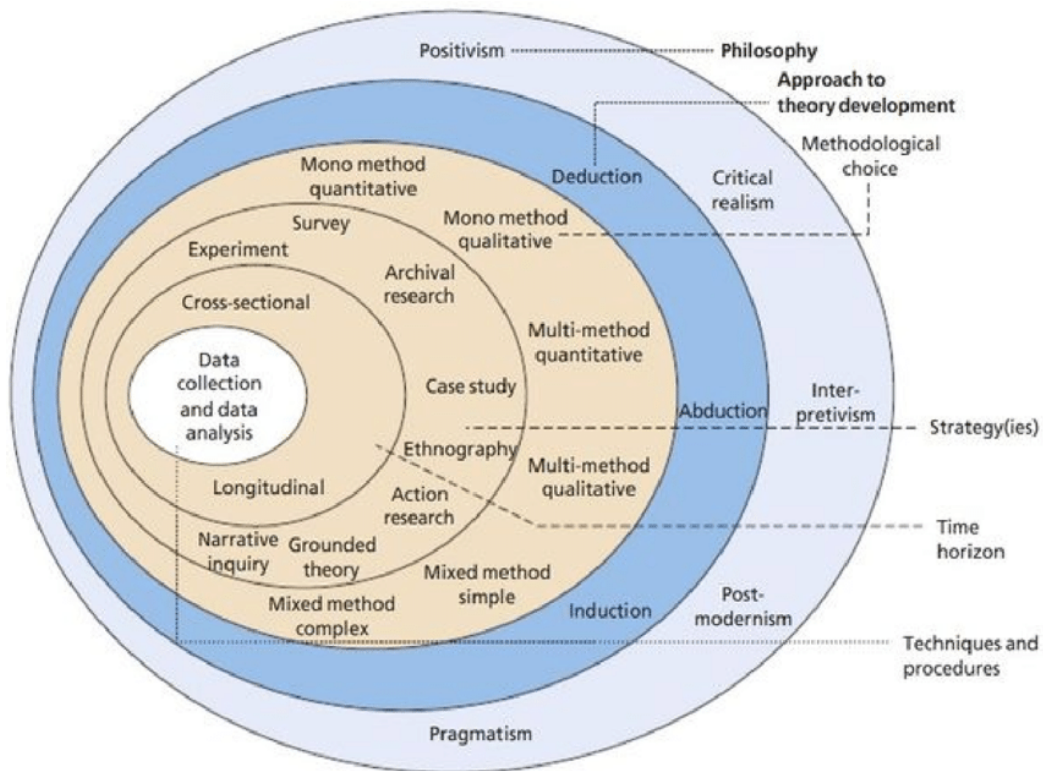 Positivism
Philosophy
Approach to
theory development
Methodological
choice
Deduction
Critical
realism
Mono method
quantitative
Mono method
qualitative
Survey
Experiment
Archival
research
Cross-sectional
Multi-method
quantitative
Data
collection
and data
analysis
Case study
Abduction
Inter-
pretivism
Strategy(ies)
Ethnography
Multi-method
qualitative
Longitudinal
Action
research
Time
horizon
Narrative
inquiry
Grounded
theory
Mixed method
simple
Mixed method
complex
Induction
Post-
modernism
Techniques and
procedures
Pragmatism